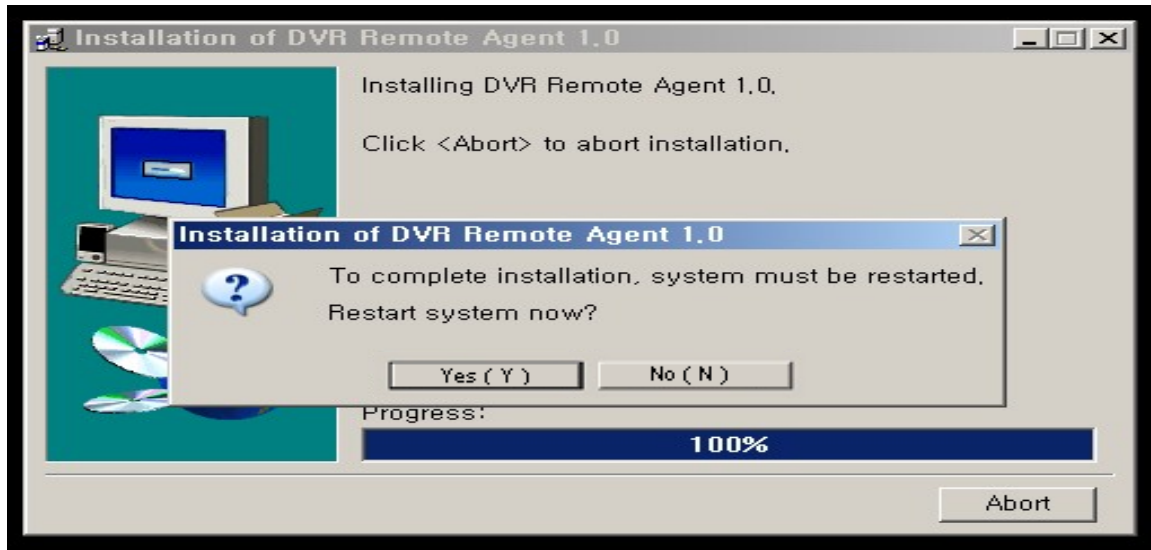 Installation of DVR Remote Agent 1.0
Installing DVR Remote Agent 1.0.
Click <Abort> to abort installation.
Installation of DVR Remote Agent 1.0
To complete installation, system must be restarted.
Restart system now?
Yes ( Y )
No ( N )
Progress:
100%
Abort